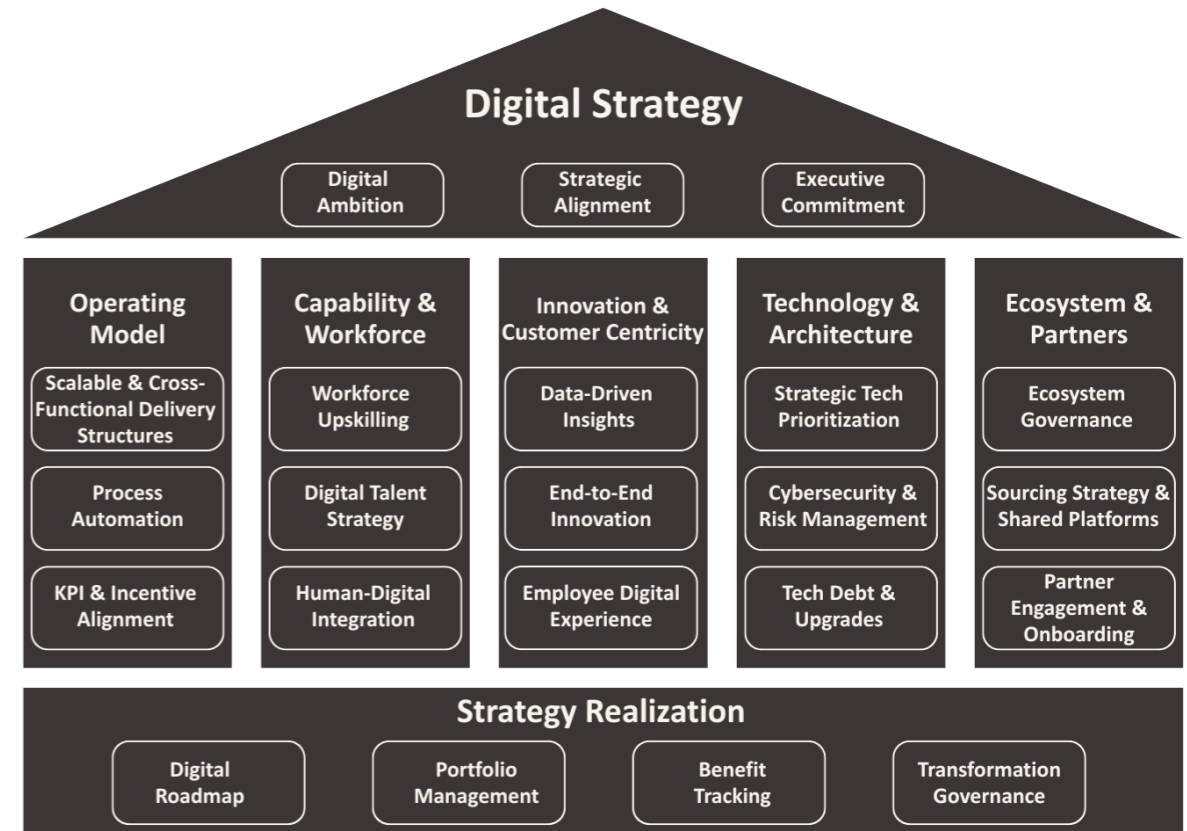 Digital Strategy
Digital
Ambition
Strategic
Alignment
Executive
Commitment
Operating
Model
Scalable & Cross-
Functional Delivery
Structures
Process
Automation
KPI & Incentive
Alignment
Capability &
Workforce
Workforce
Upskilling
Digital Talent
Strategy
Human-Digital
Integration
Innovation &
Customer Centricity
Data-Driven
Insights
End-to-End
Innovation
Employee Digital
Experience
Technology &
Architecture
Strategic Tech
Prioritization
Cybersecurity &
Risk Management
Tech Debt &
Upgrades
Ecosystem &
Partners
Ecosystem
Governance
Sourcing Strategy &
Shared Platforms
Partner
Engagement &
Onboarding
Strategy Realization
Digital
Roadmap
Portfolio
Management
Benefit
Tracking
Transformation
Governance